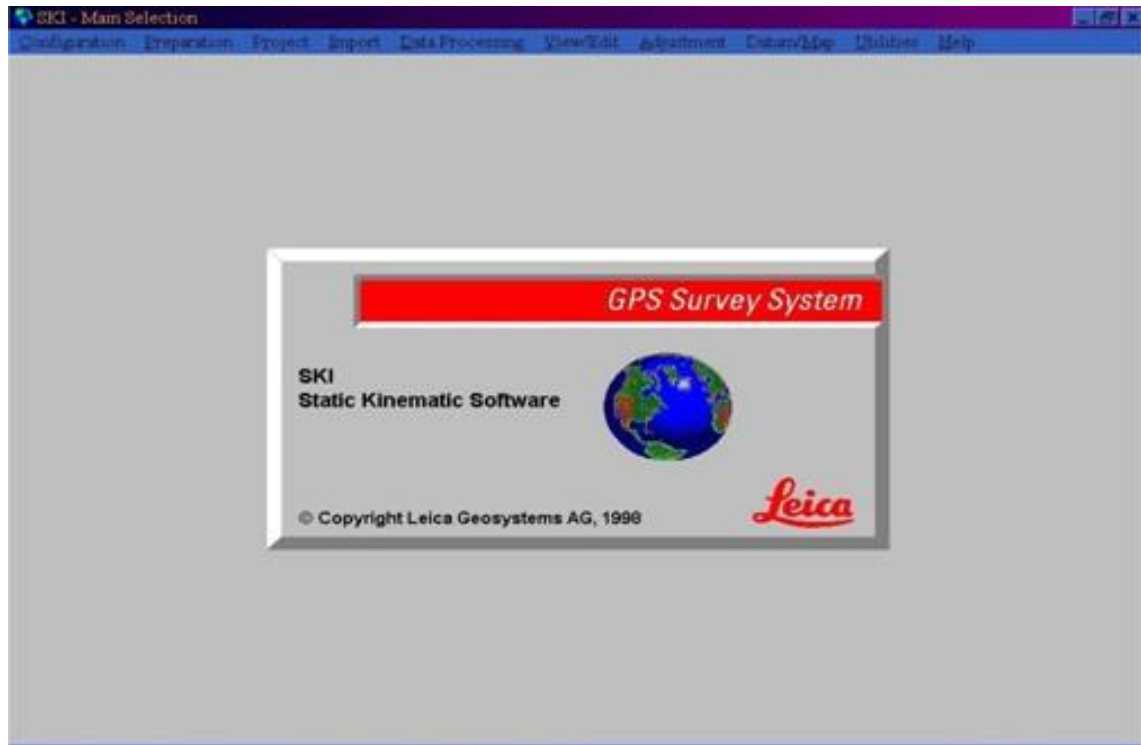 SKI - Main Selection
Configuration Preparation Project Import Data Processing View/Edit Adjustment Datum/Map Utilities Help
GPS Survey System
SKI
Static Kinematic Software
© Copyright Leica Geosystems AG, 1998
Leica